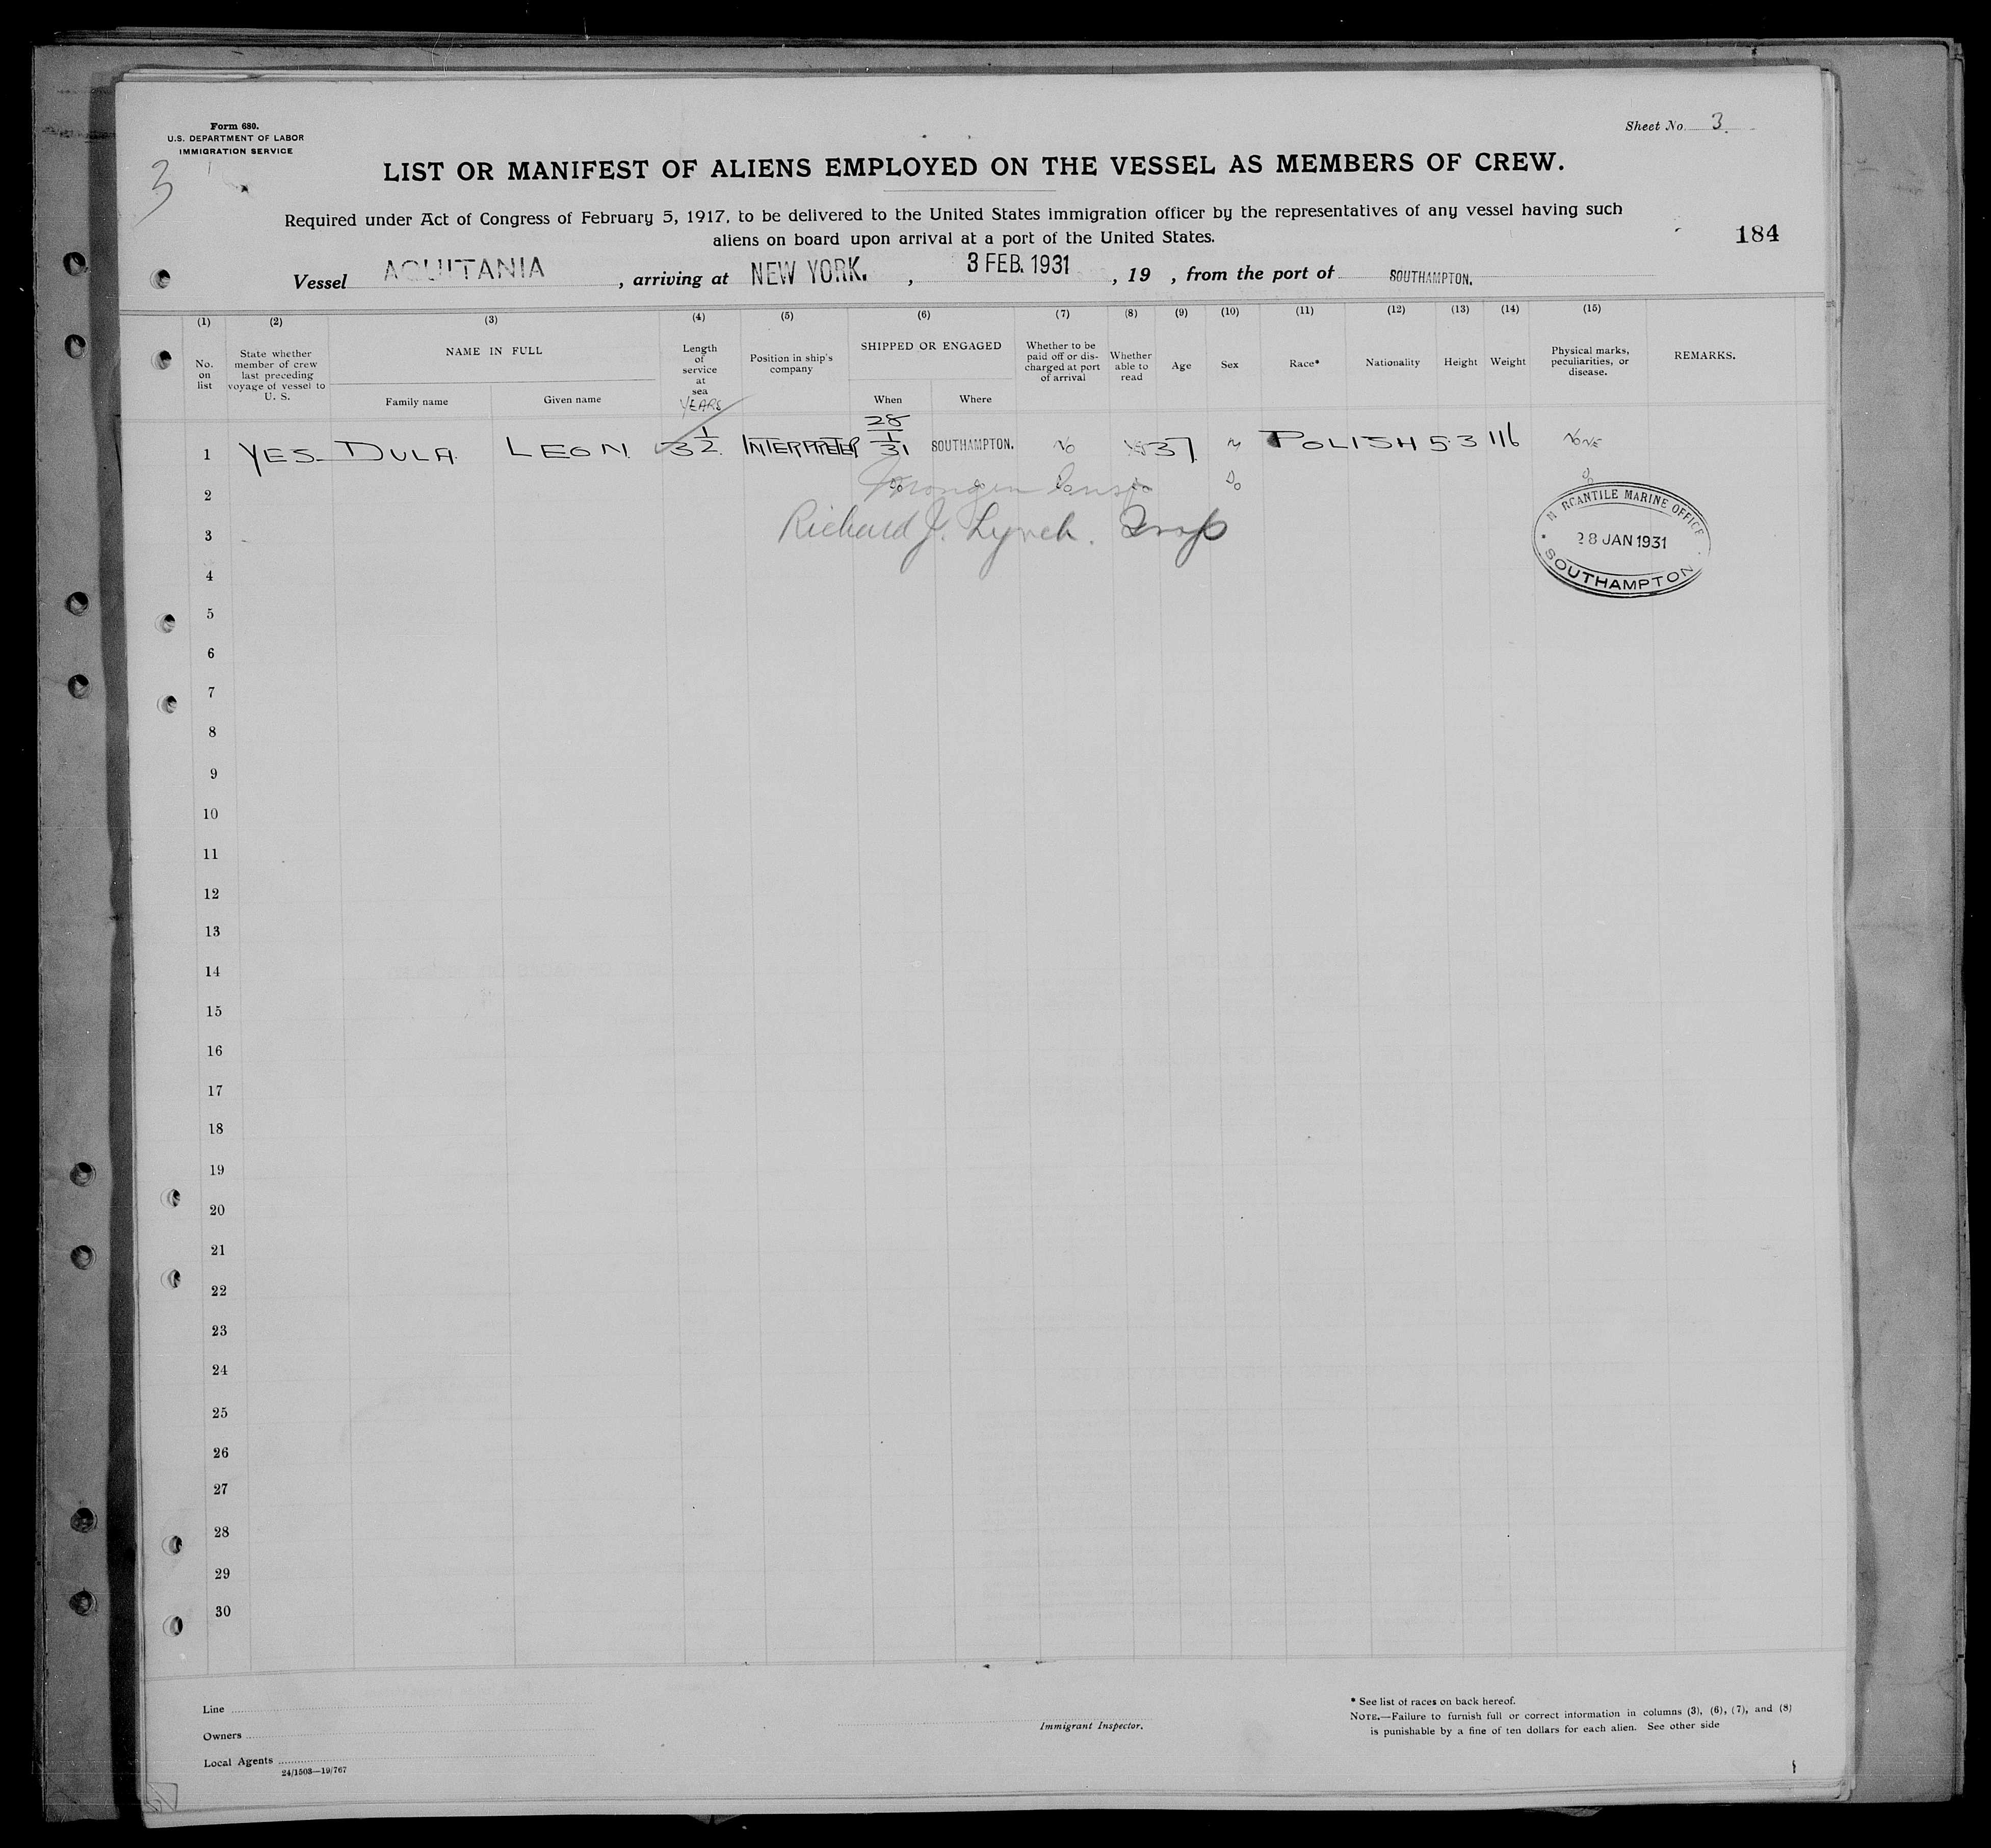 Form 680.
U.S. DEPARTMENT OF LABOR
IMMIGRATION SERVICE
Sheet No. 3.
3
LIST OR MANIFEST OF ALIENS EMPLOYED ON THE VESSEL AS MEMBERS OF CREW.
Required under Act of Congress of February 5, 1917, to be delivered to the United States immigration officer by the representatives of any vessel having such
aliens on board upon arrival at a port of the United States.
184
Vessel AQUITANIA, arriving at NEW YORK., 3 FEB. 1931, 19 , from the port of SOUTHAMPTON.
(1) (2) (3) (4) (5) (6) (7) (8) (9) (10) (11) (12) (13) (14) (15)
No. on list
State whether member of crew last preceding voyage of vessel to U. S.
NAME IN FULL
Family name
Given name
Length of service at sea
YEARS
Position in ship's company
SHIPPED OR ENGAGED
When
Where
Whether to be paid off or discharged at port of arrival
Whether able to read
Age
Sex
Race*
Nationality
Height
Weight
Physical marks, peculiarities, or disease.
REMARKS.
1 YES DULA LEON 3 1/2 INTERPRETER 28/1/31 SOUTHAMPTON. NO YES 37 M POLISH 5·3 116 NONE
2 do do do do do do
3 Richard J. Lynch. Insp
MERCANTILE MARINE OFFICE
28 JAN 1931
SOUTHAMPTON
4
5
6
7
8
9
10
11
12
13
14
15
16
17
18
19
20
21
22
23
24
25
26
27
28
29
30
Line
Owners
Local Agents
24/1503—19/767
Immigrant Inspector.
* See list of races on back hereof.
NOTE.—Failure to furnish full or correct information in columns (3), (6), (7), and (8)
is punishable by a fine of ten dollars for each alien. See other side